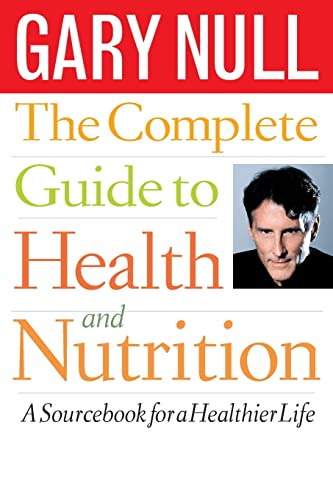 GARY NULL
The Complete
Guide to
Health
and
Nutrition
A Sourcebook for a Healthier Life